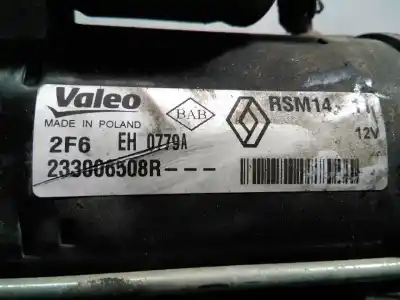 Valeo
BAB
RSM14
MADE IN POLAND
12V
2F6 EH 0779A
233006508R---